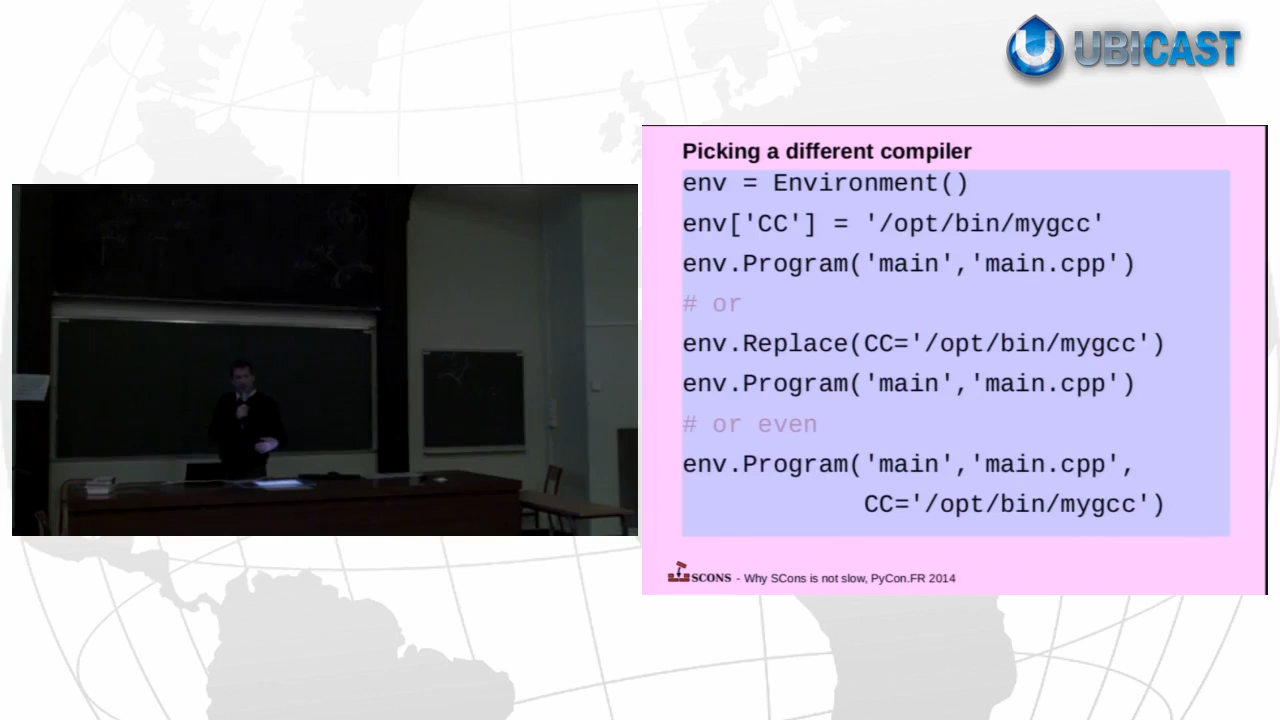 UBICAST
Picking a different compiler
env = Environment()
env['CC'] = '/opt/bin/mygcc'
env.Program('main','main.cpp')
# or
env.Replace(CC='/opt/bin/mygcc')
env.Program('main','main.cpp')
# or even
env.Program('main','main.cpp',
CC='/opt/bin/mygcc')
SCONS - Why SCons is not slow, PyCon.FR 2014